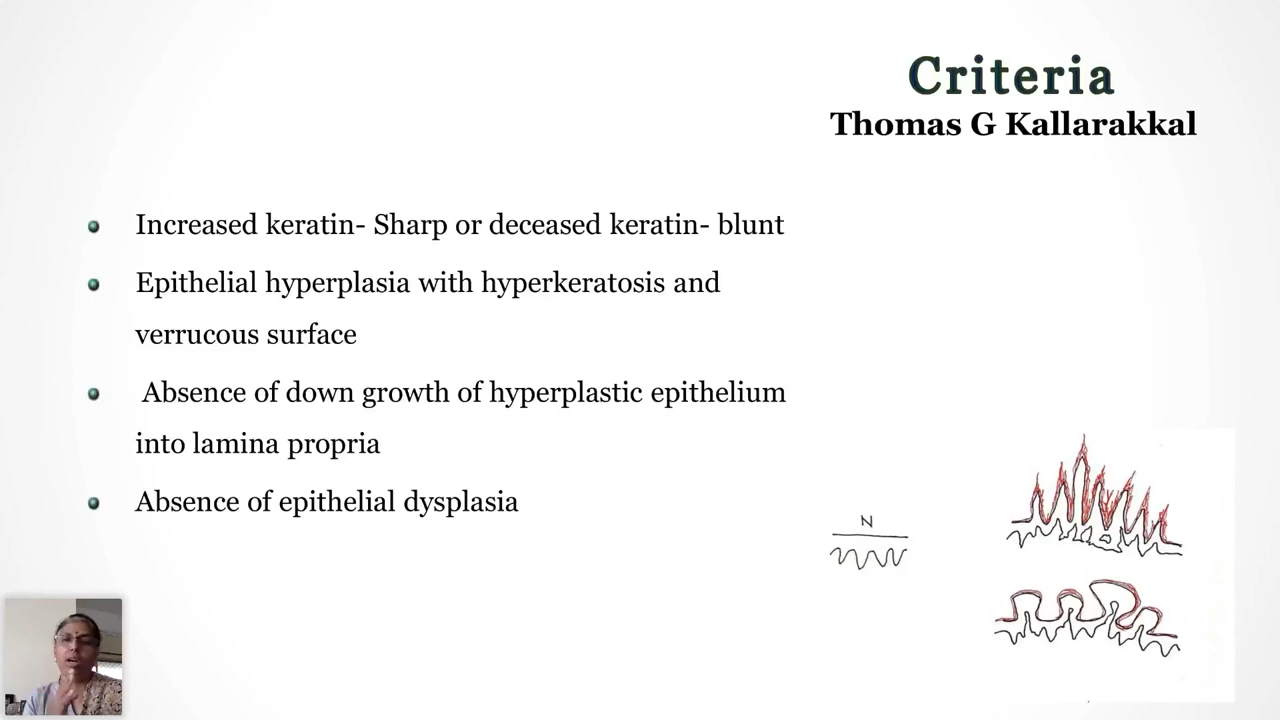 Criteria
Thomas G Kallarakkal
Increased keratin- Sharp or deceased keratin- blunt
Epithelial hyperplasia with hyperkeratosis and
verrucous surface
Absence of down growth of hyperplastic epithelium
into lamina propria
Absence of epithelial dysplasia
N